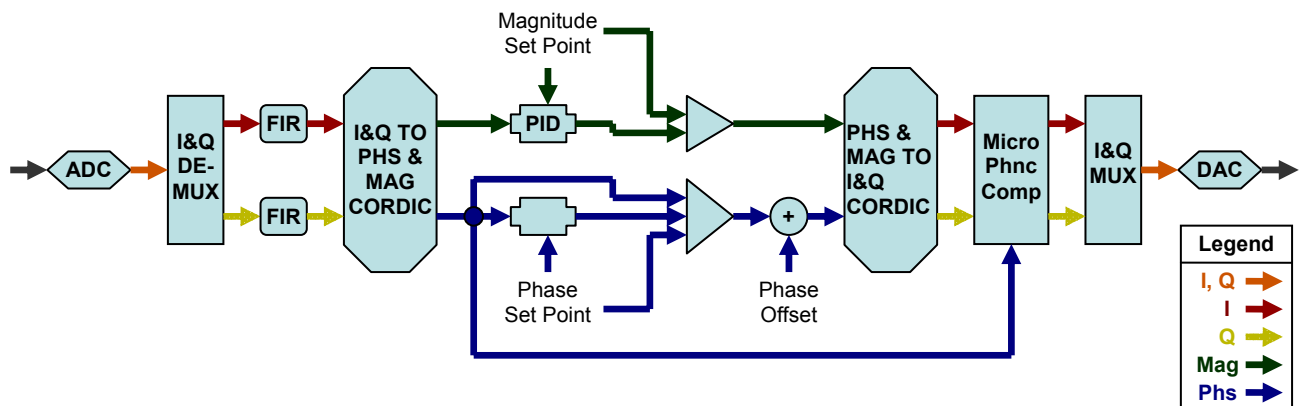 Magnitude
Set Point
ADC
I&Q
DE-
MUX
FIR
FIR
I&Q TO
PHS &
MAG
CORDIC
PID
Phase
Set Point
+
Phase
Offset
PHS &
MAG TO
I&Q
CORDIC
Micro
Phnc
Comp
I&Q
MUX
DAC
Legend
I, Q
I
Q
Mag
Phs